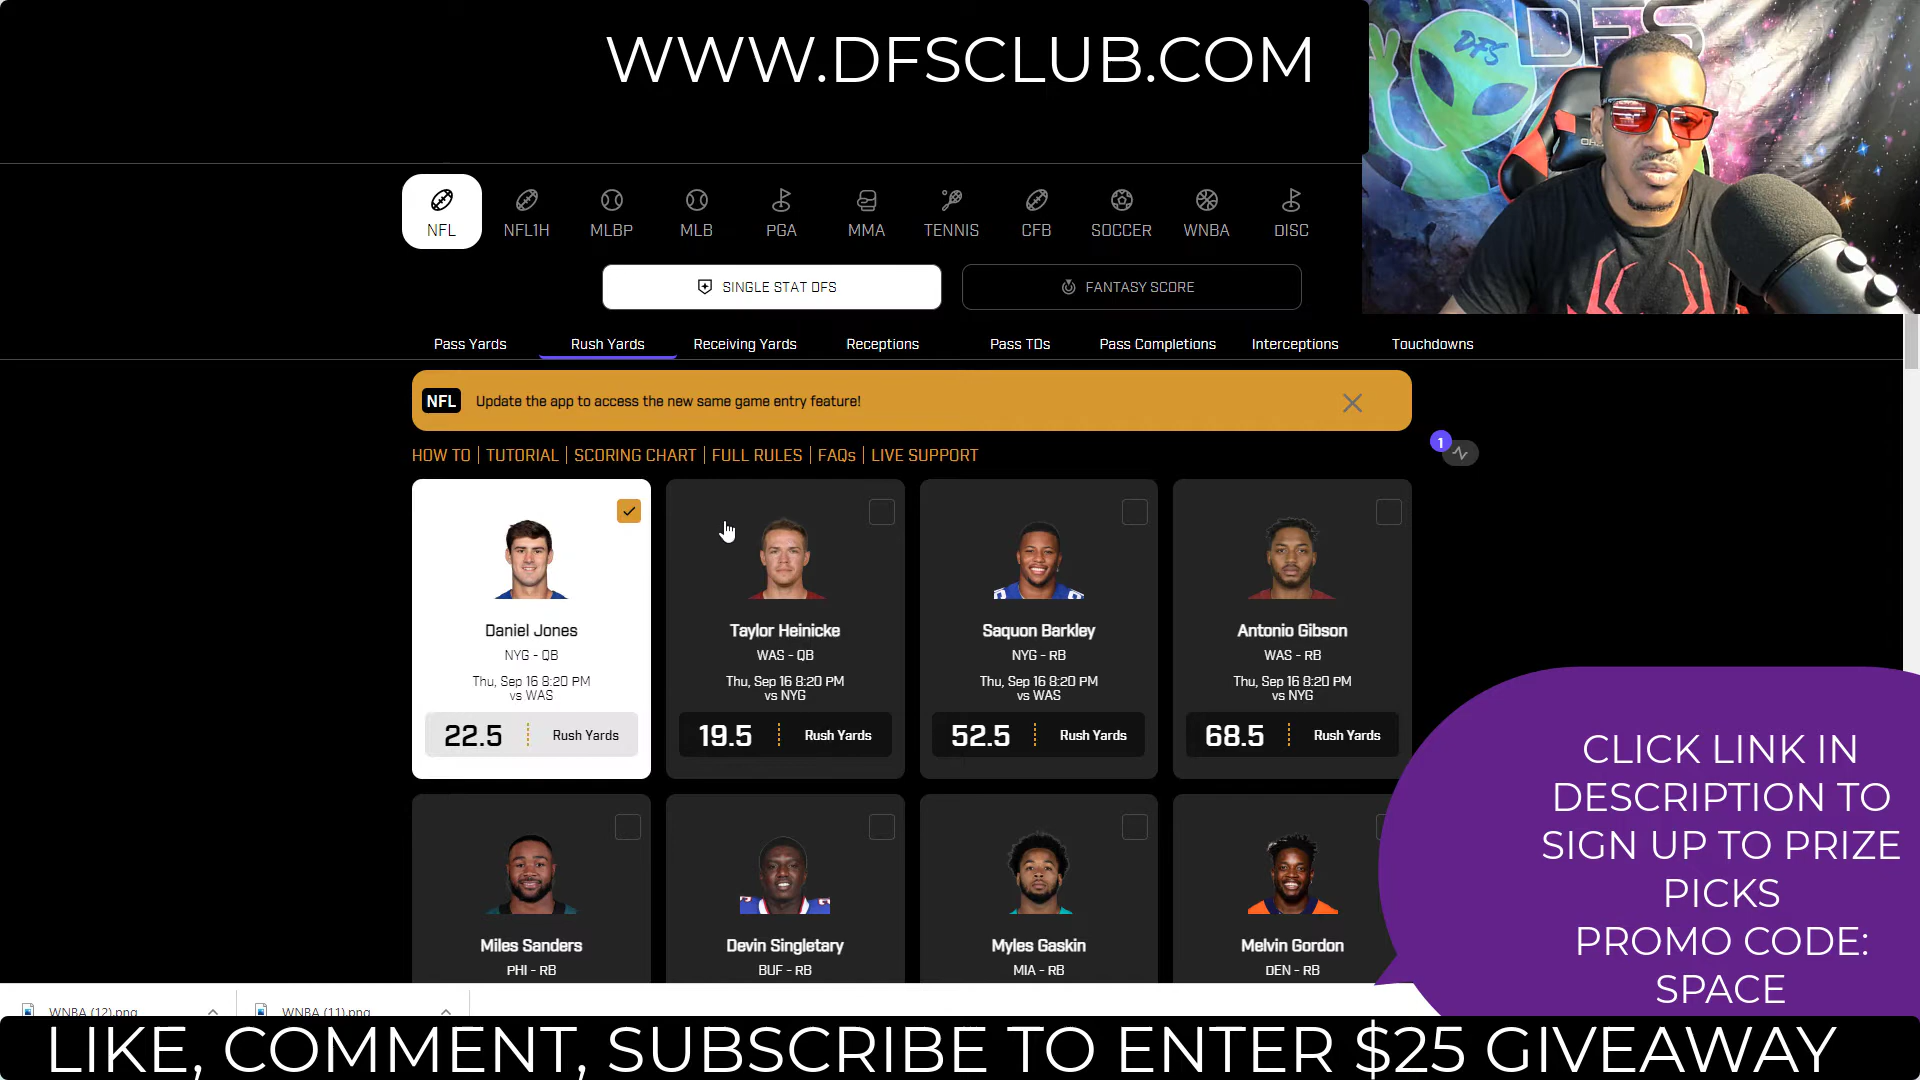 WWW.DFSCLUB.COM
DFS
DFS
NFL
NFL1H
MLBP
MLB
PGA
MMA
TENNIS
CFB
SOCCER
WNBA
DISC
SINGLE STAT DFS
FANTASY SCORE
Pass Yards
Rush Yards
Receiving Yards
Receptions
Pass TDs
Pass Completions
Interceptions
Touchdowns
NFL Update the app to access the new same game entry feature!
HOW TO | TUTORIAL | SCORING CHART | FULL RULES | FAQs | LIVE SUPPORT
1
Daniel Jones
NYG - QB
Thu, Sep 16 8:20 PM
vs WAS
22.5 Rush Yards
Taylor Heinicke
WAS - QB
Thu, Sep 16 8:20 PM
vs NYG
19.5 Rush Yards
Saquon Barkley
NYG - RB
Thu, Sep 16 8:20 PM
vs WAS
52.5 Rush Yards
Antonio Gibson
WAS - RB
Thu, Sep 16 8:20 PM
vs NYG
68.5 Rush Yards
Miles Sanders
PHI - RB
Devin Singletary
BUF - RB
Myles Gaskin
MIA - RB
Melvin Gordon
DEN - RB
CLICK LINK IN
DESCRIPTION TO
SIGN UP TO PRIZE
PICKS
PROMO CODE:
SPACE
WNBA (12).png
WNBA (11).png
LIKE, COMMENT, SUBSCRIBE TO ENTER $25 GIVEAWAY